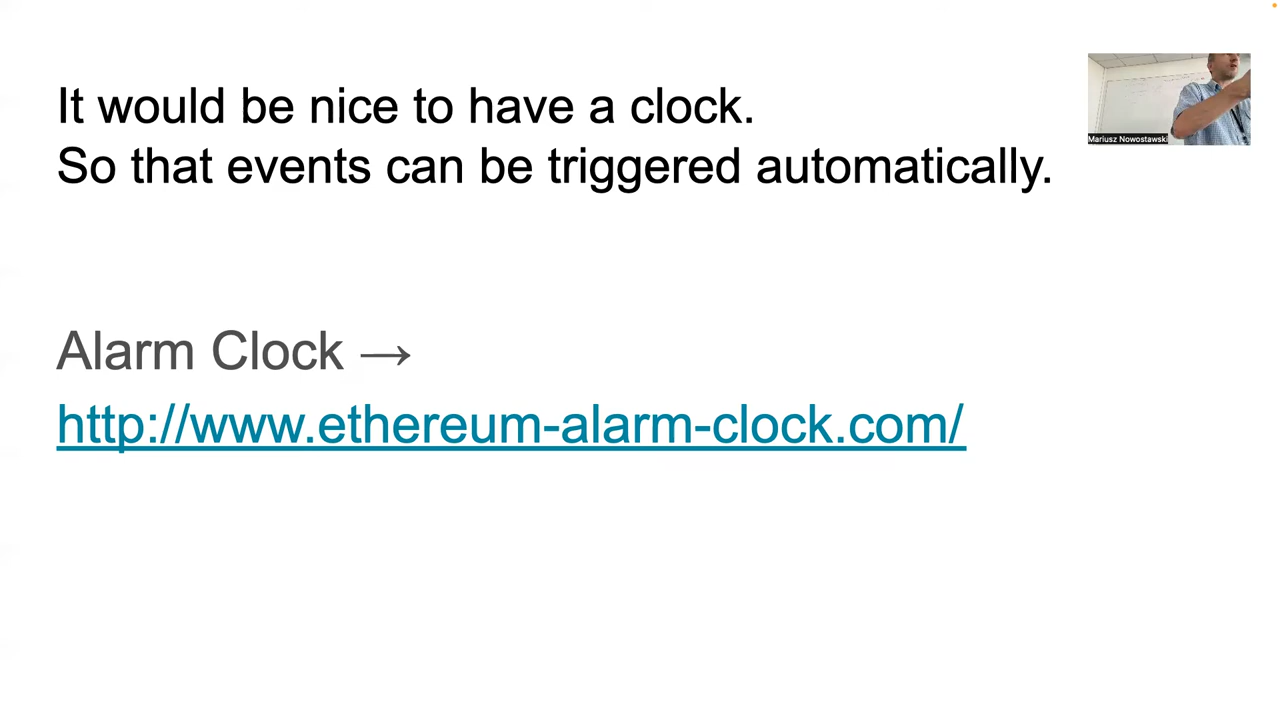 It would be nice to have a clock.
So that events can be triggered automatically.
Mariusz Nowostawski
Alarm Clock →
http://www.ethereum-alarm-clock.com/